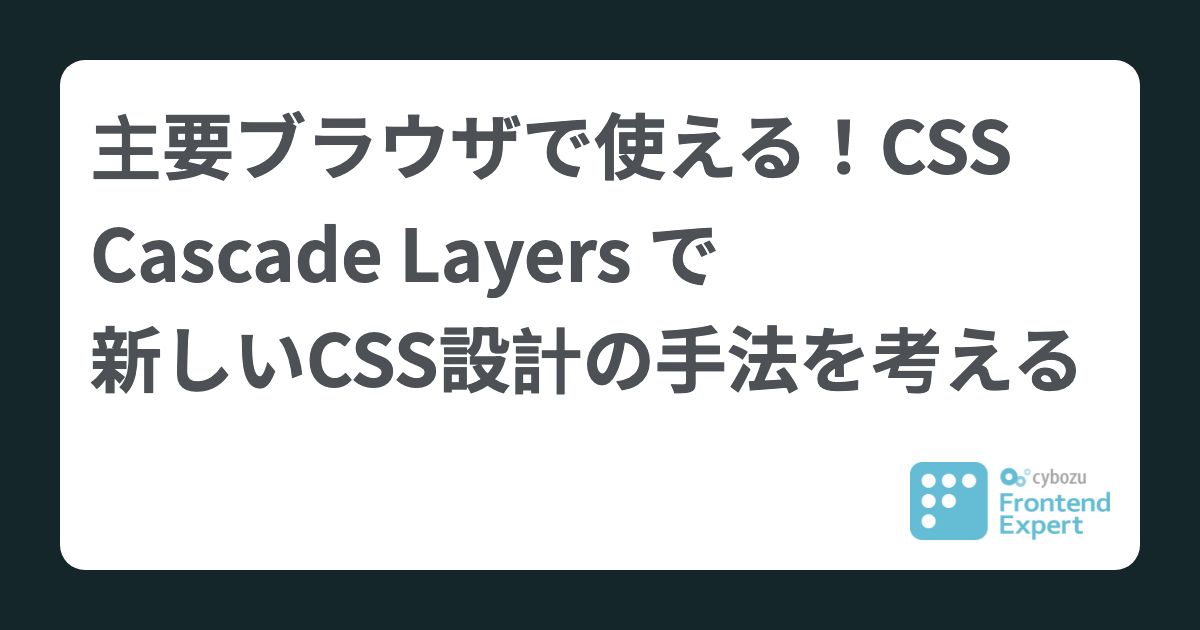 主要ブラウザで使える！CSS
Cascade Layers で
新しいCSS設計の手法を考える
cybozu
Frontend
Expert